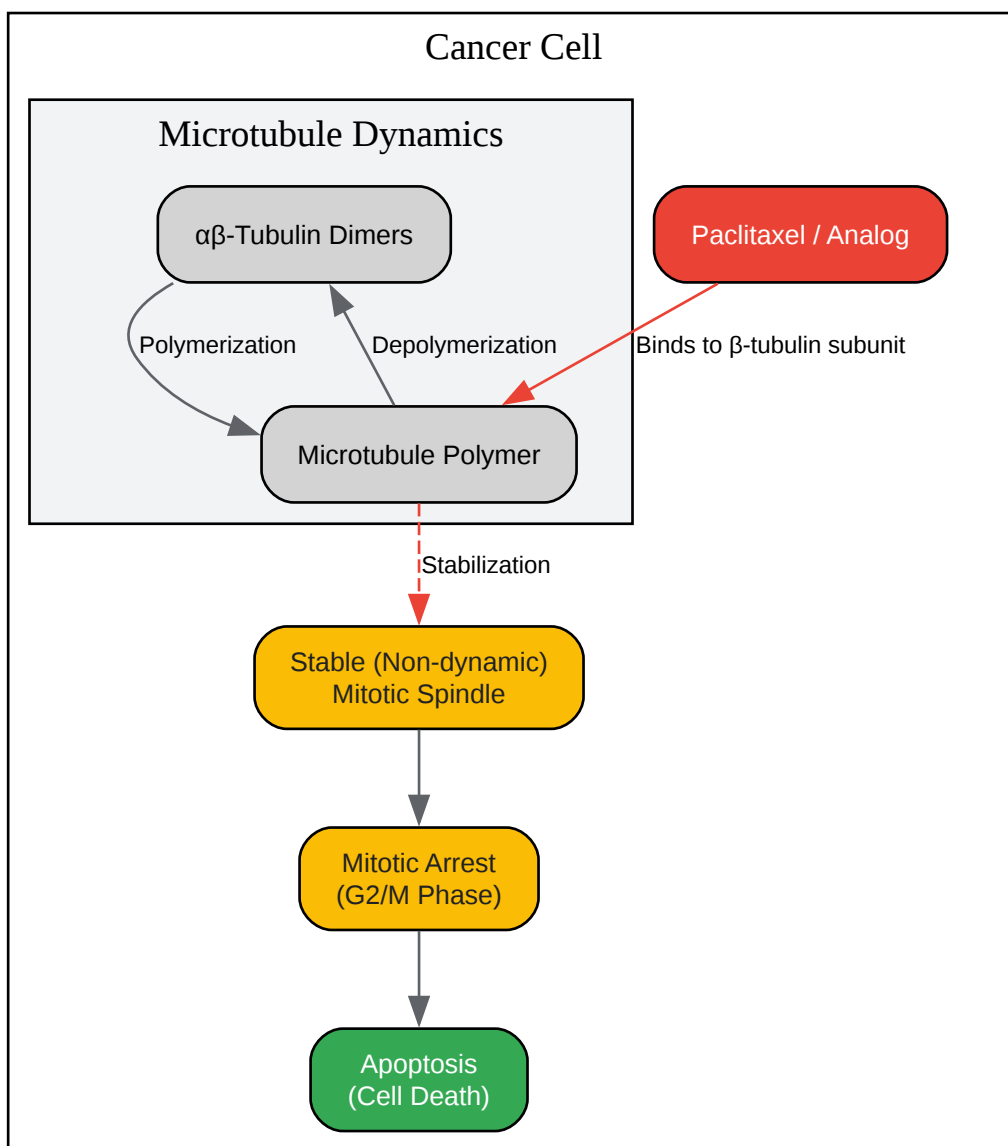 Cancer Cell
Microtubule Dynamics
αβ-Tubulin Dimers
Paclitaxel / Analog
Polymerization
Depolymerization
Binds to β-tubulin subunit
Microtubule Polymer
Stabilization
Stable (Non-dynamic)
Mitotic Spindle
Mitotic Arrest
(G2/M Phase)
Apoptosis
(Cell Death)